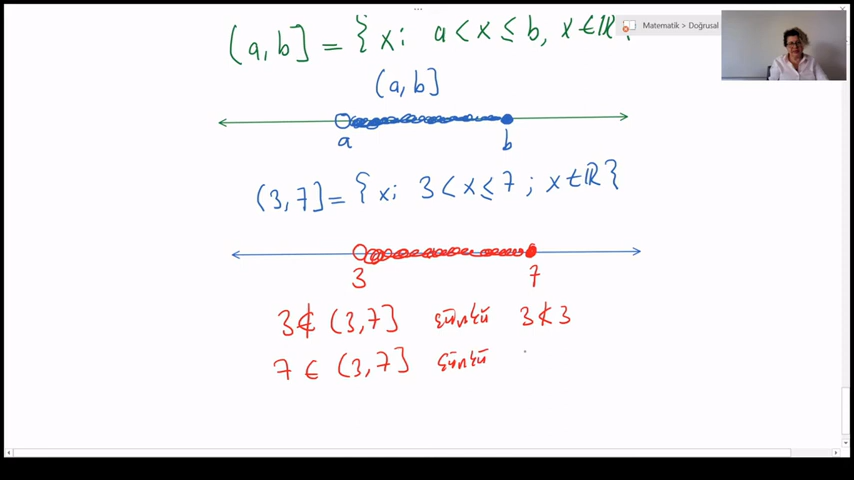 (a,b] = { x: a < x ≤ b, x ∈ ℝ }
Matematik > Doğrusal
(a,b]
a b
(3,7] = { x: 3 < x ≤ 7 ; x ∈ ℝ }
3 7
3 ∉ (3,7] çünkü 3 ≮ 3
7 ∈ (3,7] çünkü